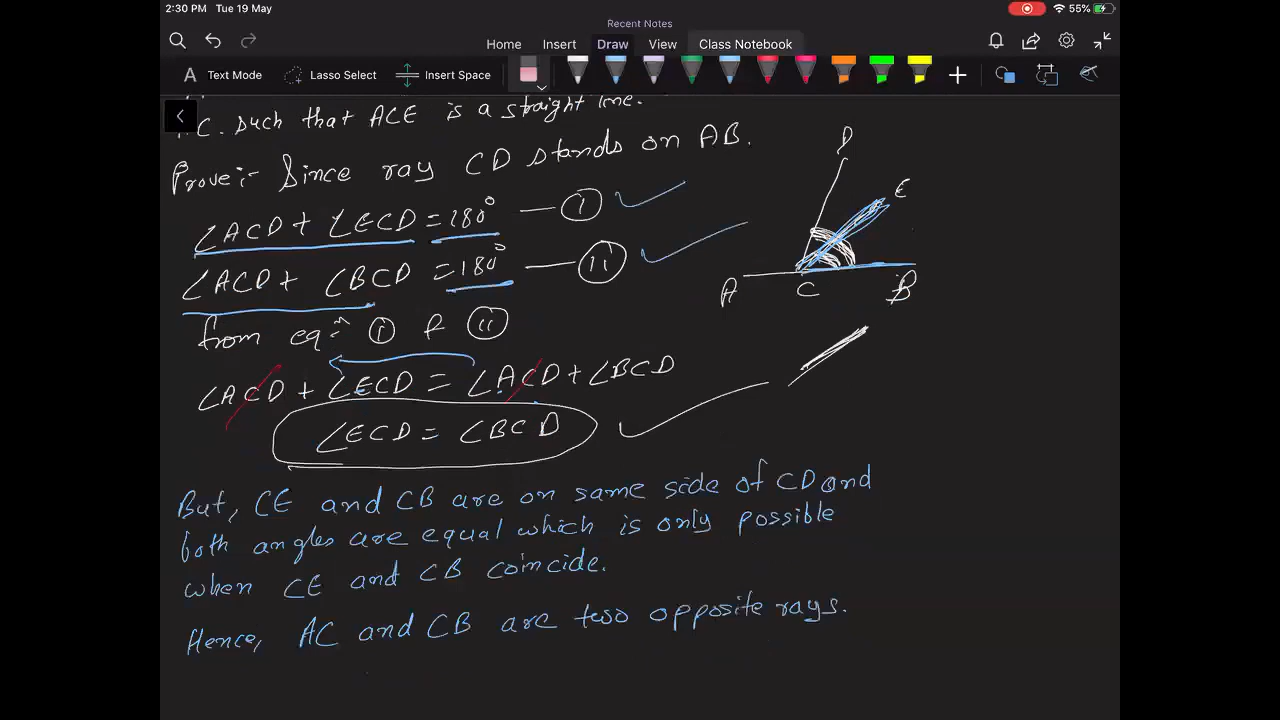 2:30 PM Tue 19 May
55%
Recent Notes
Home Insert Draw View Class Notebook
A Text Mode Lasso Select Insert Space
C. such that ACE is a straight line.
Prove:- Since ray CD stands on AB.
∠ACD + ∠ECD = 180° — (i)
∠ACD + ∠BCD = 180° — (ii)
from eqn (i) & (ii)
∠ACD + ∠ECD = ∠ACD + ∠BCD
∠ECD = ∠BCD
But, CE and CB are on same side of CD and
both angles are equal which is only possible
when CE and CB coincide.
Hence, AC and CB are two opposite rays.
D
E
A C B